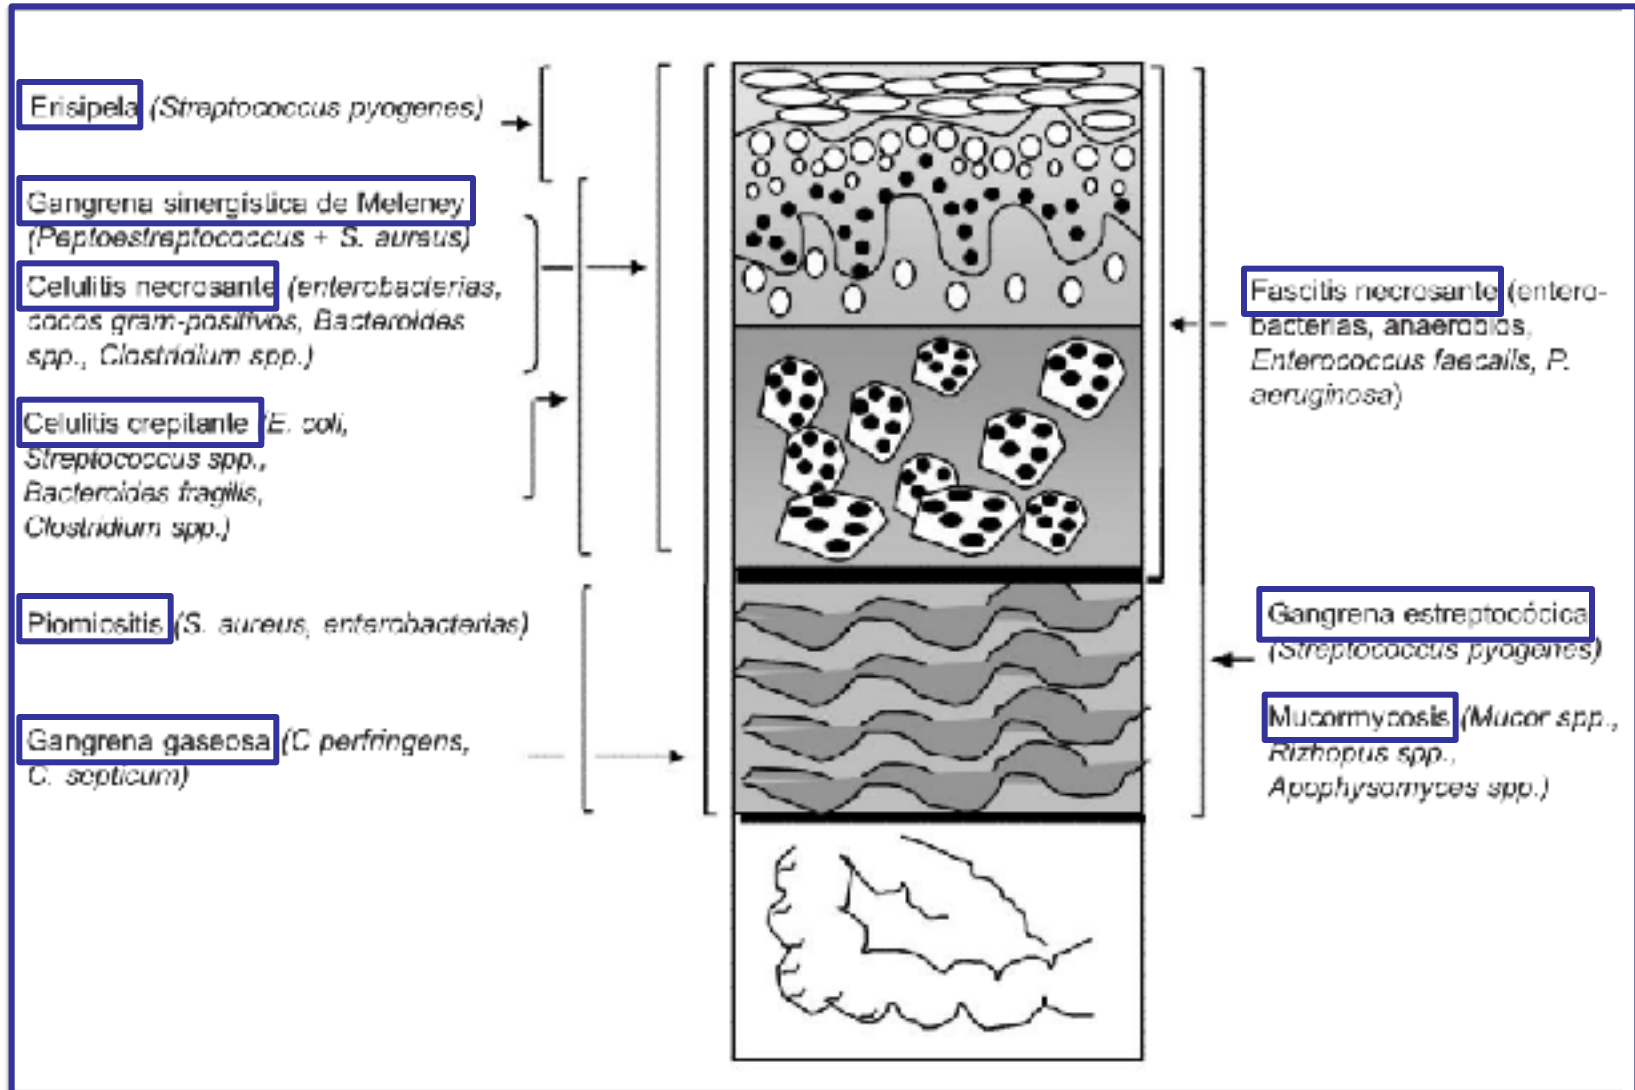 Erisipela (Streptococcus pyogenes)
Gangrena sinergística de Meleney
(Peptoestreptococcus + S. aureus)
Celulitis necrosante (enterobacterias,
cocos gram-positivos, Bacteroides
spp., Clostridium spp.)
Celulitis crepitante (E. coli,
Streptococcus spp.,
Bacteroides fragilis,
Clostridium spp.)
Piomiositis (S. aureus, enterobacterias)
Gangrena gaseosa (C perfringens,
C. septicum)
Fascitis necrosante (entero-
bacterias, anaerobios,
Enterococcus faecalis, P.
aeruginosa)
Gangrena estreptocócica
(Streptococcus pyogenes)
Mucormycosis (Mucor spp.,
Rizhopus spp.,
Apophysomyces spp.)